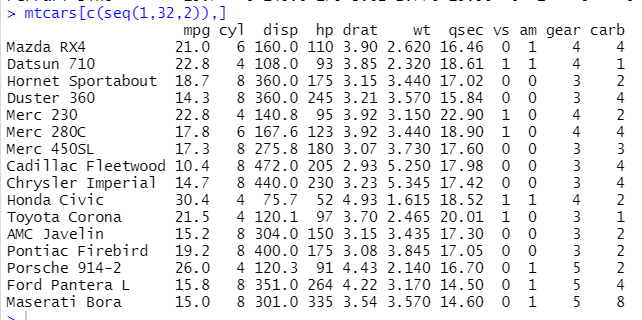 > mtcars[c(seq(1,32,2)),]
mpg cyl disp hp drat wt qsec vs am gear carb
Mazda RX4 21.0 6 160.0 110 3.90 2.620 16.46 0 1 4 4
Datsun 710 22.8 4 108.0 93 3.85 2.320 18.61 1 1 4 1
Hornet Sportabout 18.7 8 360.0 175 3.15 3.440 17.02 0 0 3 2
Duster 360 14.3 8 360.0 245 3.21 3.570 15.84 0 0 3 4
Merc 230 22.8 4 140.8 95 3.92 3.150 22.90 1 0 4 2
Merc 280C 17.8 6 167.6 123 3.92 3.440 18.90 1 0 4 4
Merc 450SL 17.3 8 275.8 180 3.07 3.730 17.60 0 0 3 3
Cadillac Fleetwood 10.4 8 472.0 205 2.93 5.250 17.98 0 0 3 4
Chrysler Imperial 14.7 8 440.0 230 3.23 5.345 17.42 0 0 3 4
Honda Civic 30.4 4 75.7 52 4.93 1.615 18.52 1 1 4 2
Toyota Corona 21.5 4 120.1 97 3.70 2.465 20.01 1 0 3 1
AMC Javelin 15.2 8 304.0 150 3.15 3.435 17.30 0 0 3 2
Pontiac Firebird 19.2 8 400.0 175 3.08 3.845 17.05 0 0 3 2
Porsche 914-2 26.0 4 120.3 91 4.43 2.140 16.70 0 1 5 2
Ford Pantera L 15.8 8 351.0 264 4.22 3.170 14.50 0 1 5 4
Maserati Bora 15.0 8 301.0 335 3.54 3.570 14.60 0 1 5 8
>